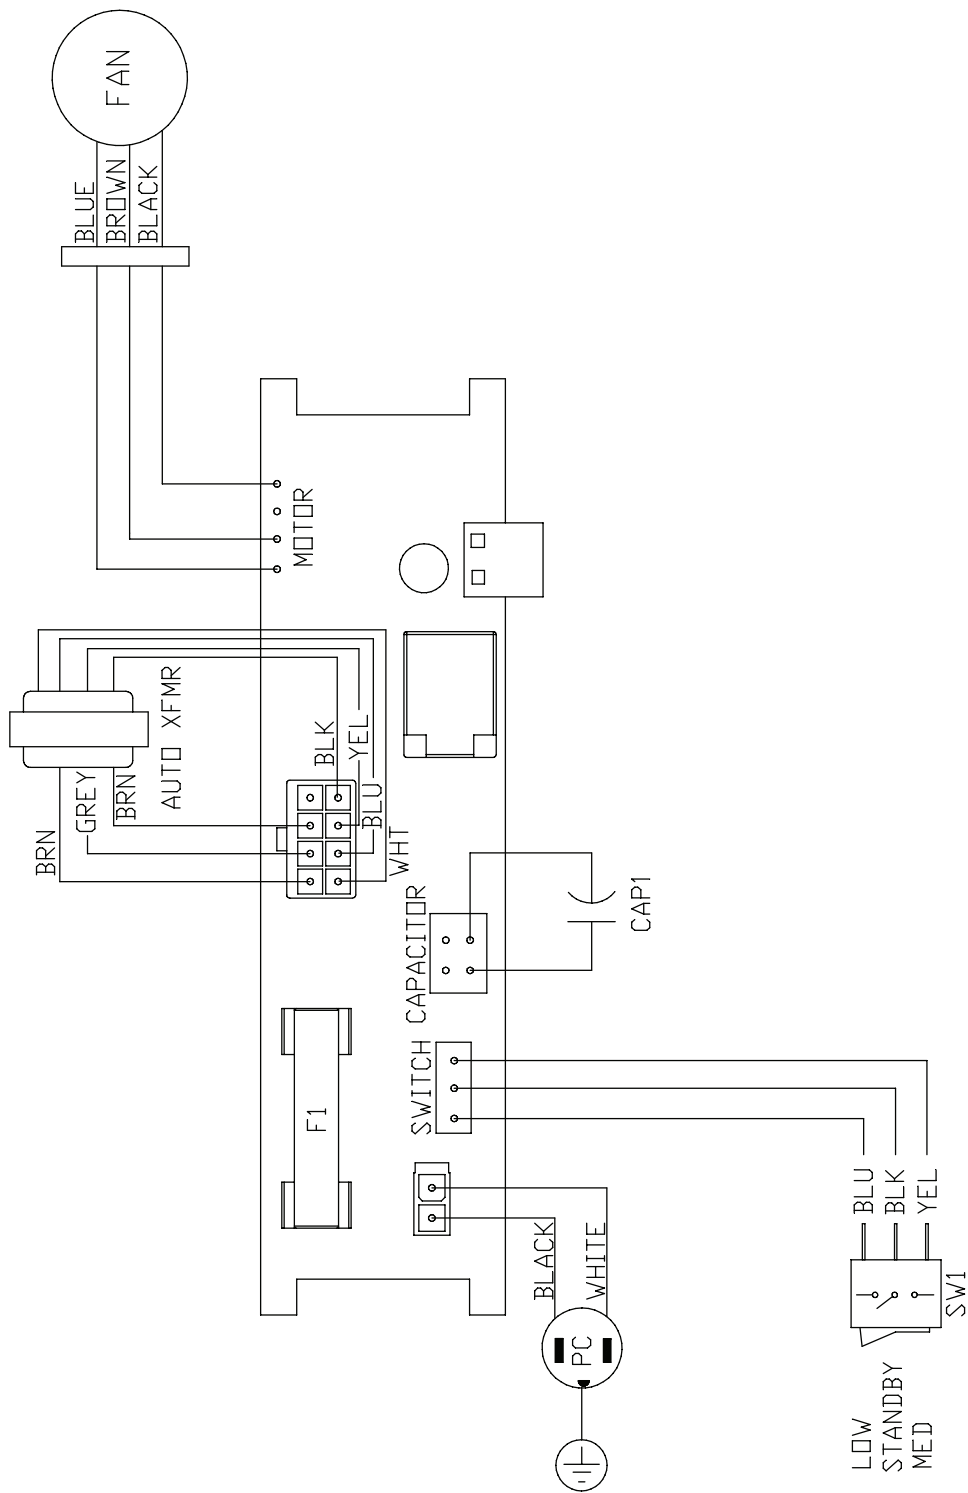 FAN
BLUE
BROWN
BLACK
MOTOR
AUTO XFMR
BRN
GREY
BRN
BLK
YEL
BLU
WHT
CAPACITOR
CAP1
F1
SWITCH
BLACK
WHITE
PC
BLU
BLK
YEL
SW1
LOW
STANDBY
MED